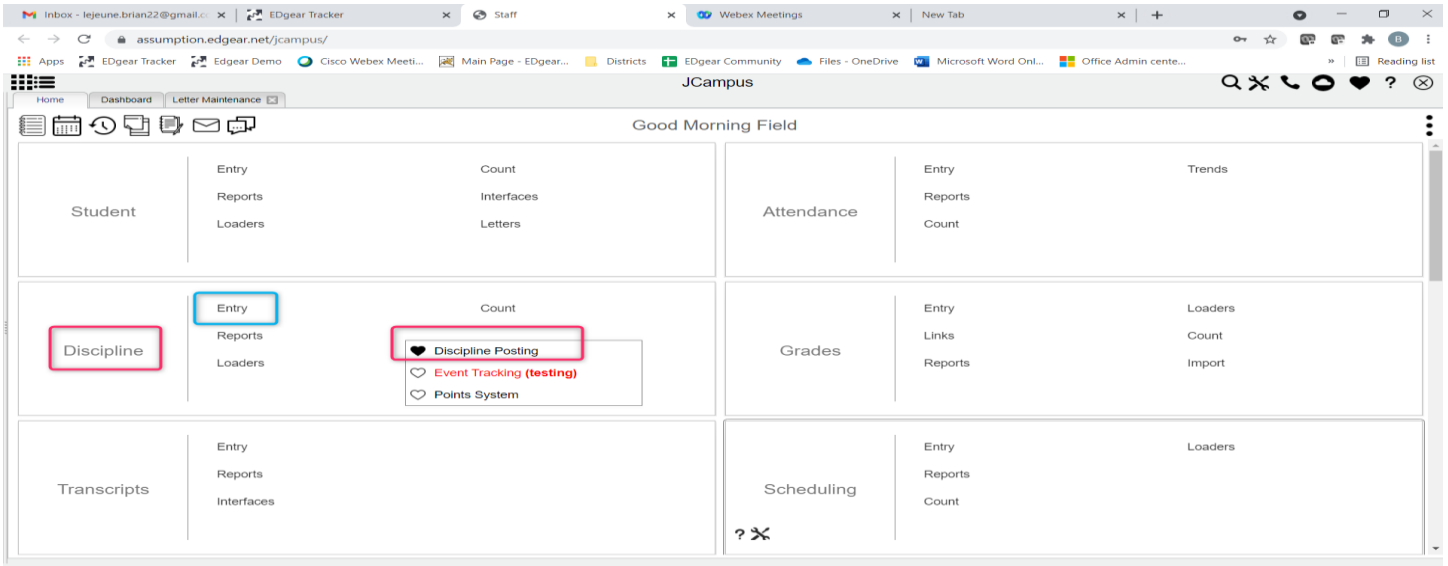 Inbox - lejeune.brian22@gmail.c
EDgear Tracker
Staff
Webex Meetings
New Tab
assumption.edgear.net/jcampus/
B
Apps
EDgear Tracker
Edgear Demo
Cisco Webex Meeti...
Main Page - EDgear...
Districts
EDgear Community
Files - OneDrive
Microsoft Word Onl...
Office Admin cente...
»
Reading list
JCampus
Home
Dashboard
Letter Maintenance
Good Morning Field
Student
Entry
Reports
Loaders
Count
Interfaces
Letters
Attendance
Entry
Reports
Count
Trends
Discipline
Entry
Reports
Loaders
Count
Discipline Posting
Event Tracking (testing)
Points System
Grades
Entry
Links
Reports
Loaders
Count
Import
Transcripts
Entry
Reports
Interfaces
Scheduling
Entry
Reports
Count
Loaders